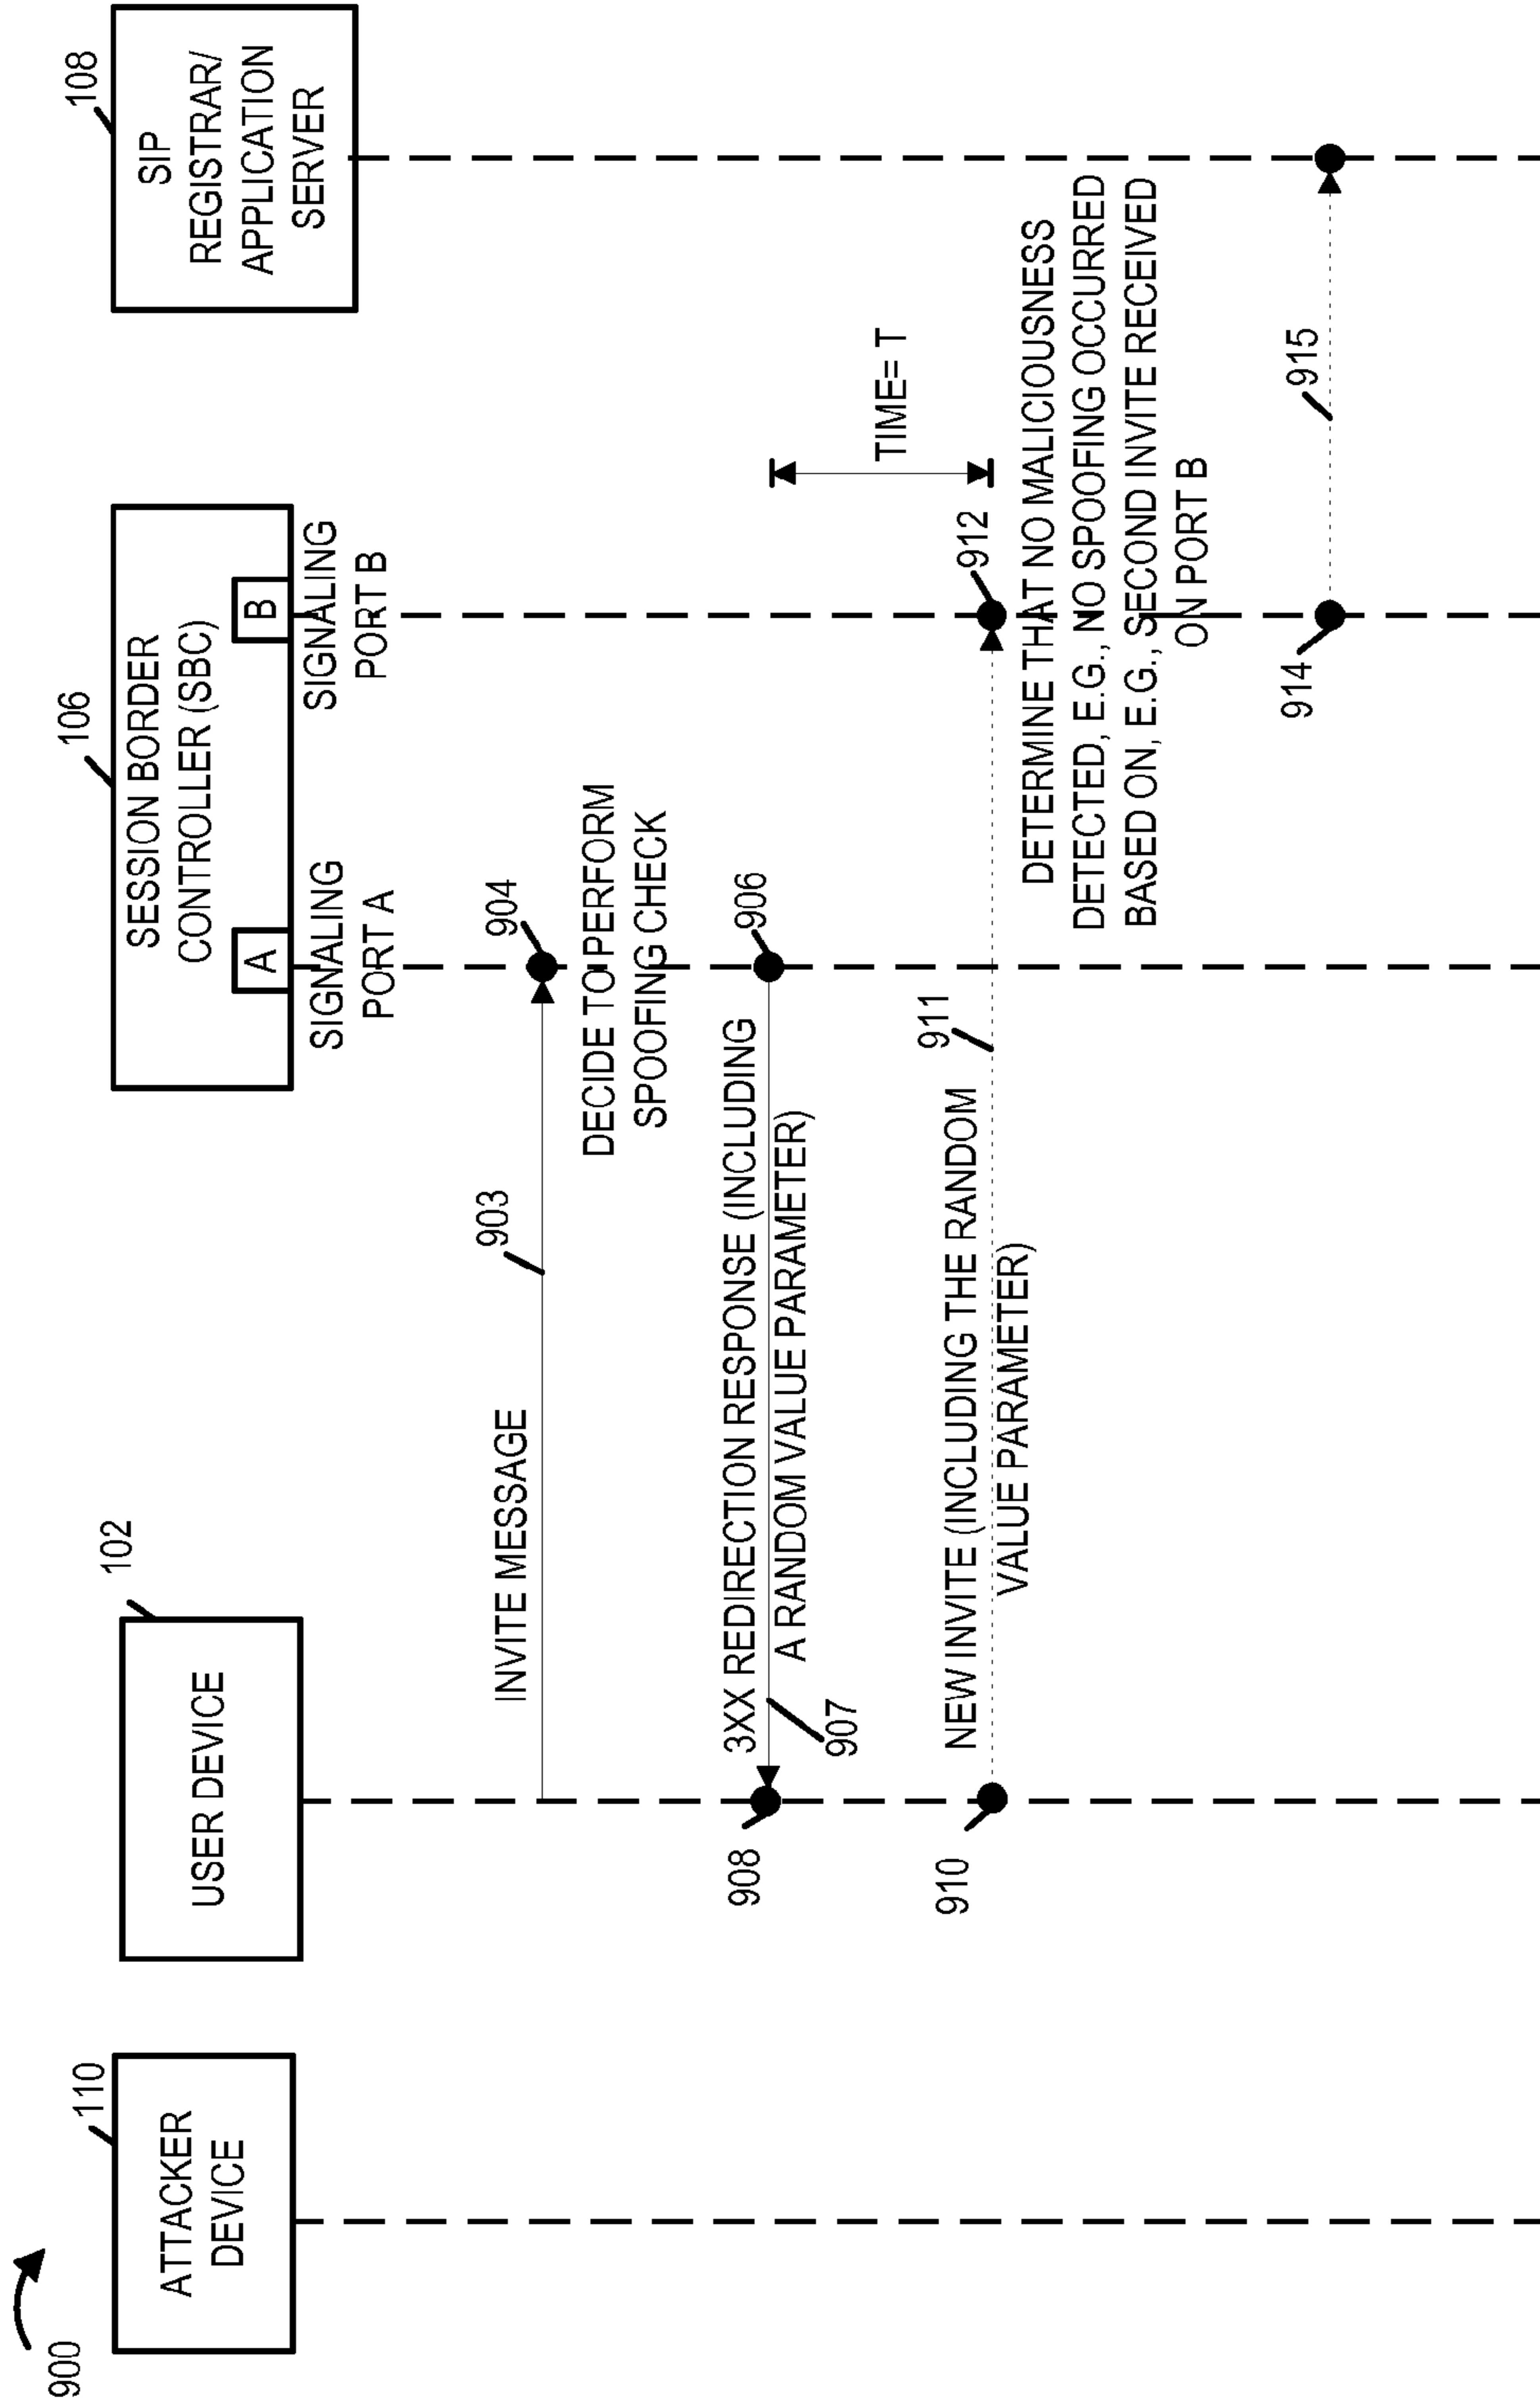 900
ATTACKER
DEVICE
110
USER DEVICE
102
SESSION BORDER
CONTROLLER (SBC)
106
A
B
SIGNALING
PORT A
SIGNALING
PORT B
SIP
REGISTRAR/
APPLICATION
SERVER
108
INVITE MESSAGE
903
904
DECIDE TO PERFORM
SPOOFING CHECK
3XX REDIRECTION RESPONSE (INCLUDING
A RANDOM VALUE PARAMETER)
906
907
908
TIME= T
NEW INVITE (INCLUDING THE RANDOM
VALUE PARAMETER)
910
911
912
DETERMINE THAT NO MALICIOUSNESS
DETECTED, E.G., NO SPOOFING OCCURRED
BASED ON, E.G., SECOND INVITE RECEIVED
ON PORT B
914
915